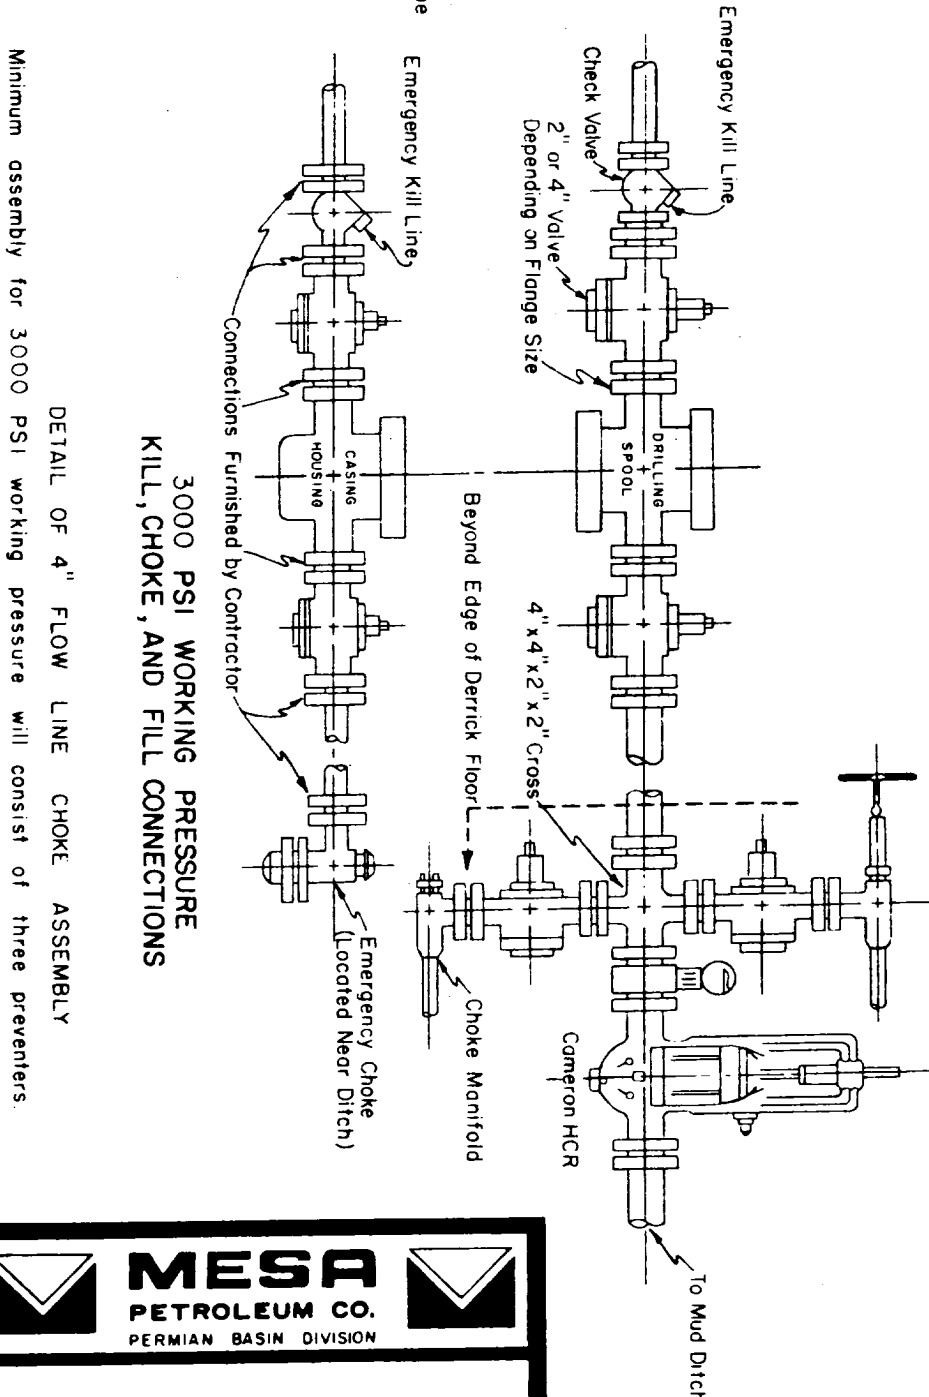 Emergency Kill Line
Check Valve
2" or 4" Valve
Depending on Flange Size
DRILLING
SPOOL
4"x4"x2"x2" Cross
Cameron HCR
To Mud Ditch
Beyond Edge of Derrick Floor
Choke Manifold
Emergency Kill Line
CASING
HOUSING
Connections Furnished by Contractor
Emergency Choke
(Located Near Ditch)
3000 PSI WORKING PRESSURE
KILL, CHOKE, AND FILL CONNECTIONS
DETAIL OF 4" FLOW LINE CHOKE ASSEMBLY
Minimum assembly for 3000 PSI working pressure will consist of three preventers.
MESA
PETROLEUM CO.
PERMIAN BASIN DIVISION